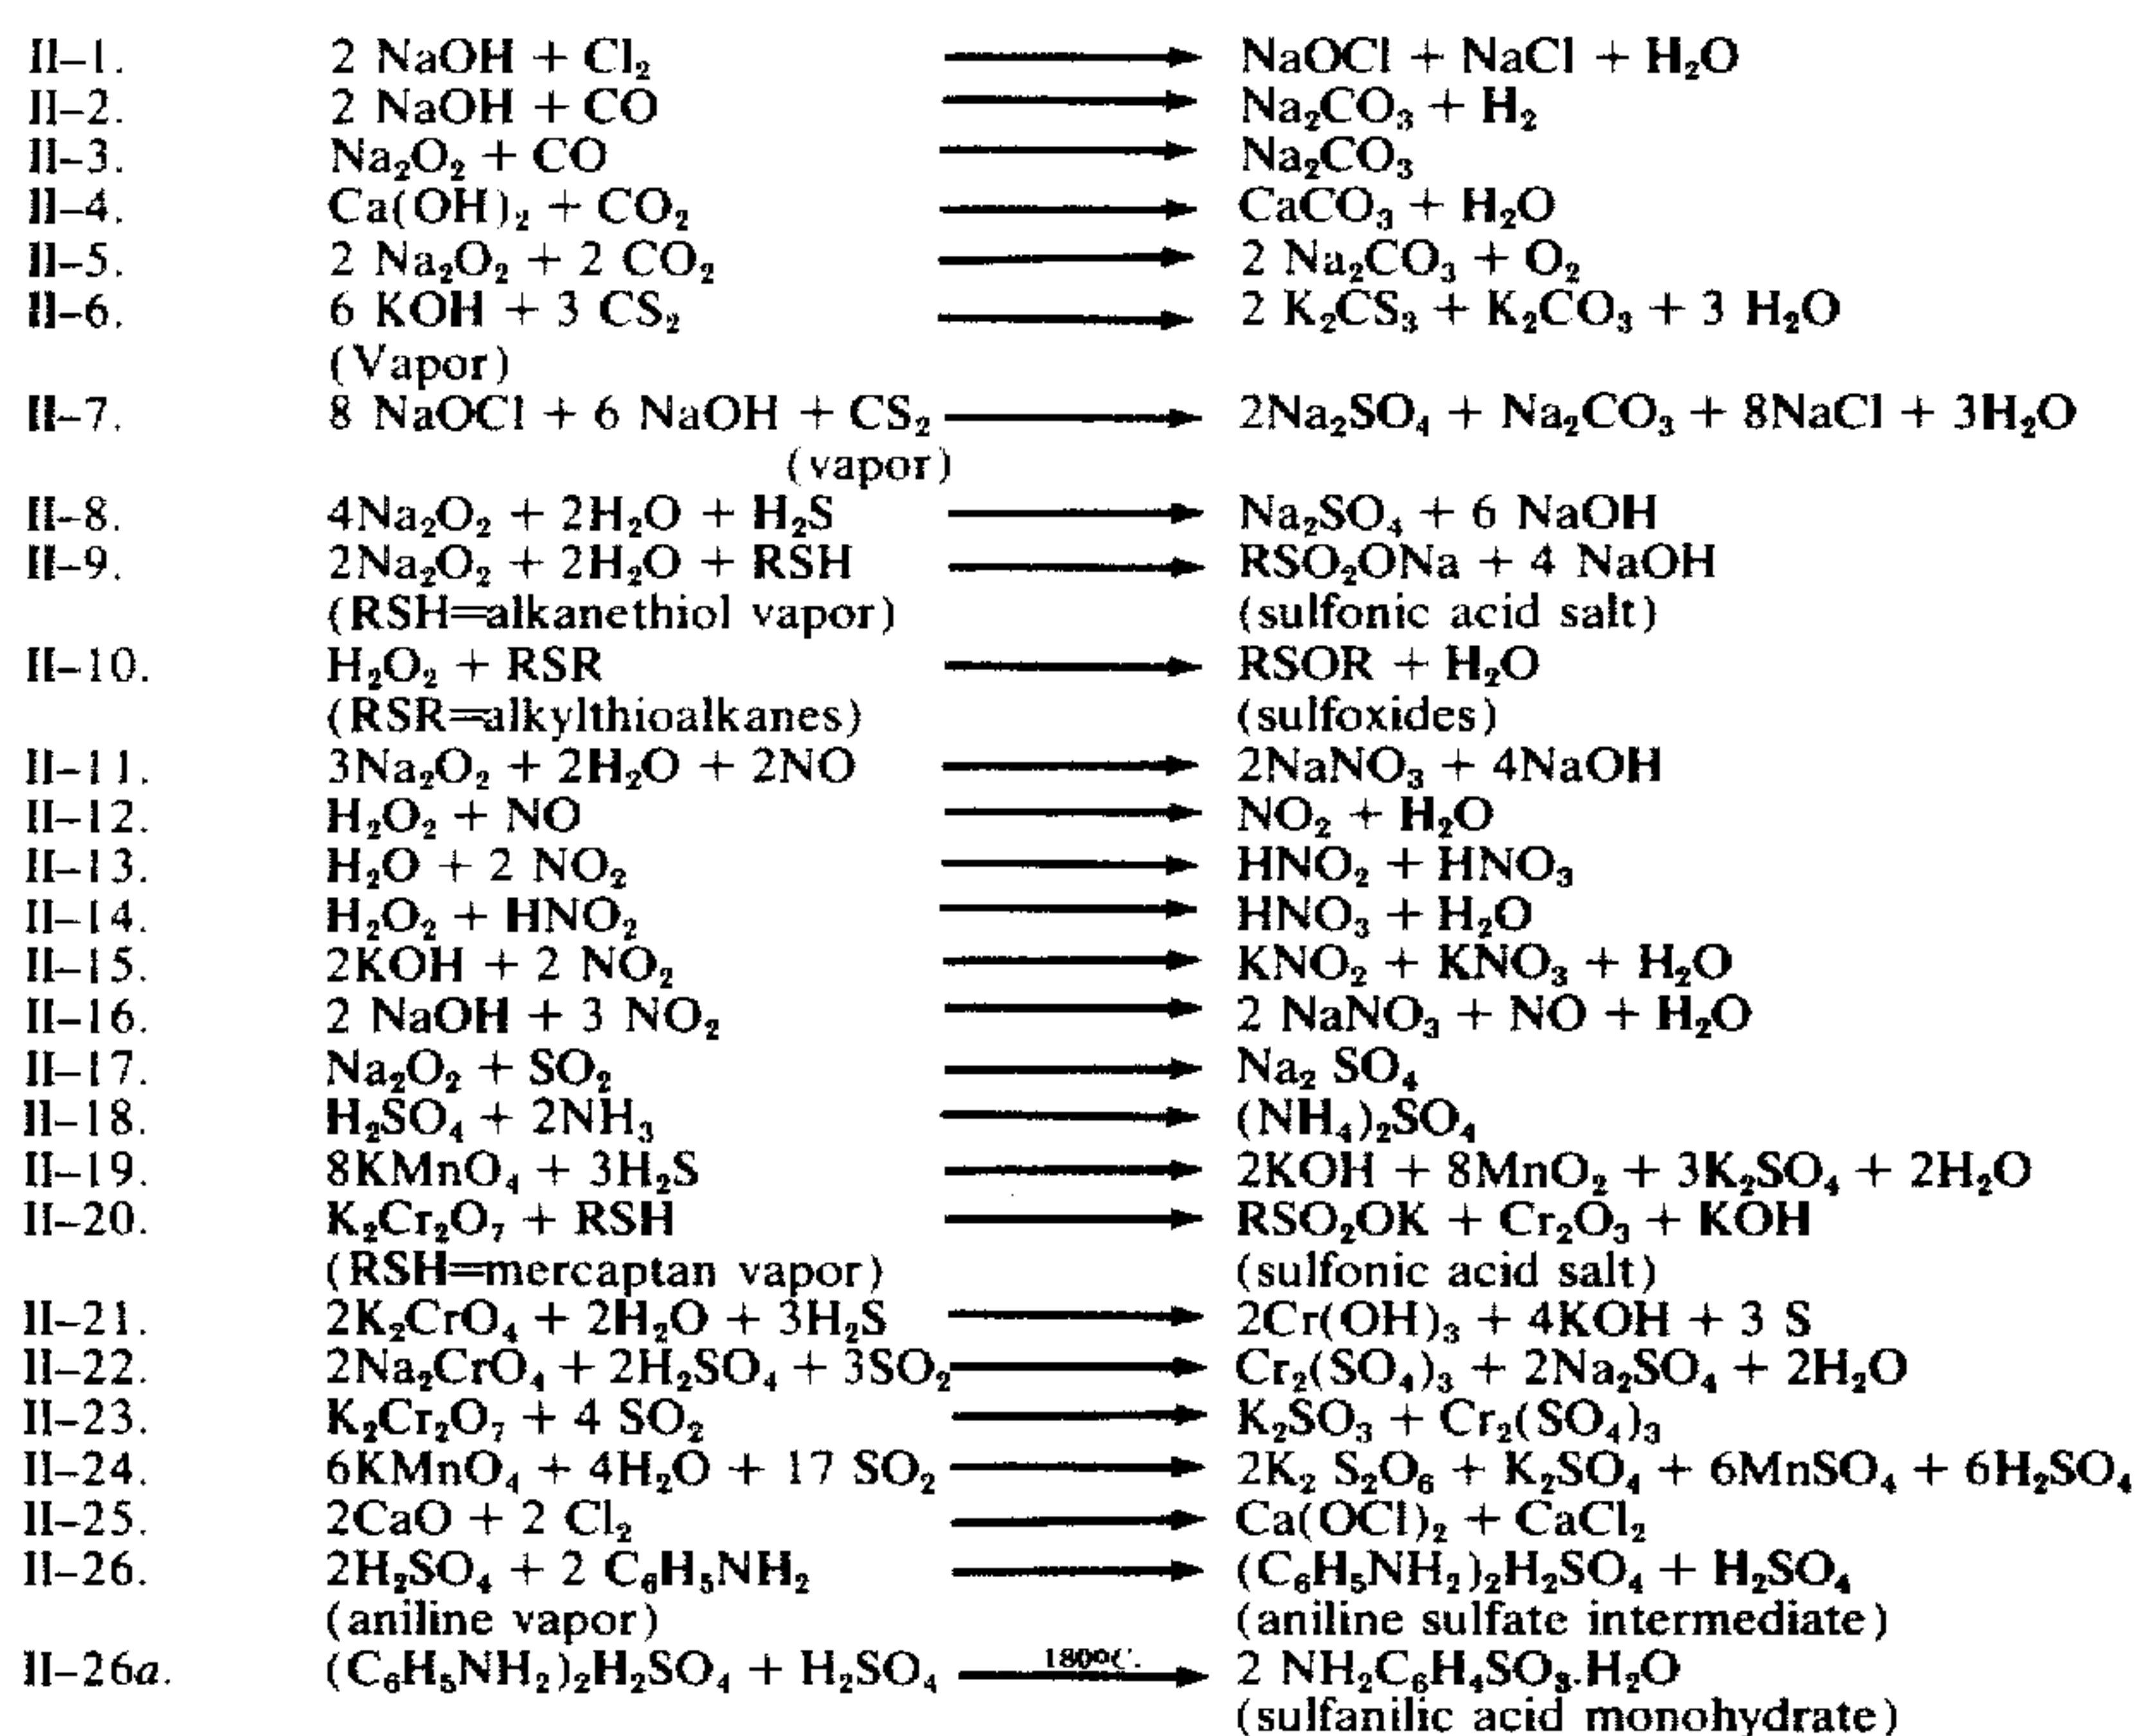 II–1. 2 NaOH + Cl₂ ⟶ NaOCl + NaCl + H₂O
II–2. 2 NaOH + CO ⟶ Na₂CO₃ + H₂
II–3. Na₂O₂ + CO ⟶ Na₂CO₃
II–4. Ca(OH)₂ + CO₂ ⟶ CaCO₃ + H₂O
II–5. 2 Na₂O₂ + 2 CO₂ ⟶ 2 Na₂CO₃ + O₂
II–6. 6 KOH + 3 CS₂ ⟶ 2 K₂CS₃ + K₂CO₃ + 3 H₂O
(Vapor)
II–7. 8 NaOCl + 6 NaOH + CS₂ ⟶ 2Na₂SO₄ + Na₂CO₃ + 8NaCl + 3H₂O
(vapor)
II–8. 4Na₂O₂ + 2H₂O + H₂S ⟶ Na₂SO₄ + 6 NaOH
II–9. 2Na₂O₂ + 2H₂O + RSH ⟶ RSO₂ONa + 4 NaOH
(RSH=alkanethiol vapor) (sulfonic acid salt)
II–10. H₂O₂ + RSR ⟶ RSOR + H₂O
(RSR=alkylthioalkanes) (sulfoxides)
II–11. 3Na₂O₂ + 2H₂O + 2NO ⟶ 2NaNO₃ + 4NaOH
II–12. H₂O₂ + NO ⟶ NO₂ + H₂O
II–13. H₂O + 2 NO₂ ⟶ HNO₂ + HNO₃
II–14. H₂O₂ + HNO₂ ⟶ HNO₃ + H₂O
II–15. 2KOH + 2 NO₂ ⟶ KNO₂ + KNO₃ + H₂O
II–16. 2 NaOH + 3 NO₂ ⟶ 2 NaNO₃ + NO + H₂O
II–17. Na₂O₂ + SO₂ ⟶ Na₂ SO₄
II–18. H₂SO₄ + 2NH₃ ⟶ (NH₄)₂SO₄
II–19. 8KMnO₄ + 3H₂S ⟶ 2KOH + 8MnO₂ + 3K₂SO₄ + 2H₂O
II–20. K₂Cr₂O₇ + RSH ⟶ RSO₂OK + Cr₂O₃ + KOH
(RSH=mercaptan vapor) (sulfonic acid salt)
II–21. 2K₂CrO₄ + 2H₂O + 3H₂S ⟶ 2Cr(OH)₃ + 4KOH + 3 S
II–22. 2Na₂CrO₄ + 2H₂SO₄ + 3SO₂ ⟶ Cr₂(SO₄)₃ + 2Na₂SO₄ + 2H₂O
II–23. K₂Cr₂O₇ + 4 SO₂ ⟶ K₂SO₃ + Cr₂(SO₄)₃
II–24. 6KMnO₄ + 4H₂O + 17 SO₂ ⟶ 2K₂ S₂O₆ + K₂SO₄ + 6MnSO₄ + 6H₂SO₄
II–25. 2CaO + 2 Cl₂ ⟶ Ca(OCl)₂ + CaCl₂
II–26. 2H₂SO₄ + 2 C₆H₅NH₂ ⟶ (C₆H₅NH₂)₂H₂SO₄ + H₂SO₄
(aniline vapor) (aniline sulfate intermediate)
II–26a. (C₆H₅NH₂)₂H₂SO₄ + H₂SO₄ 180°C. ⟶ 2 NH₂C₆H₄SO₃.H₂O
(sulfanilic acid monohydrate)